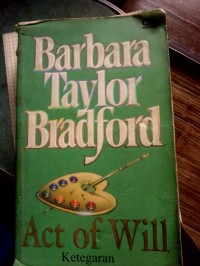 Barbara
Taylor
Bradford
Act of Will
Ketegaran